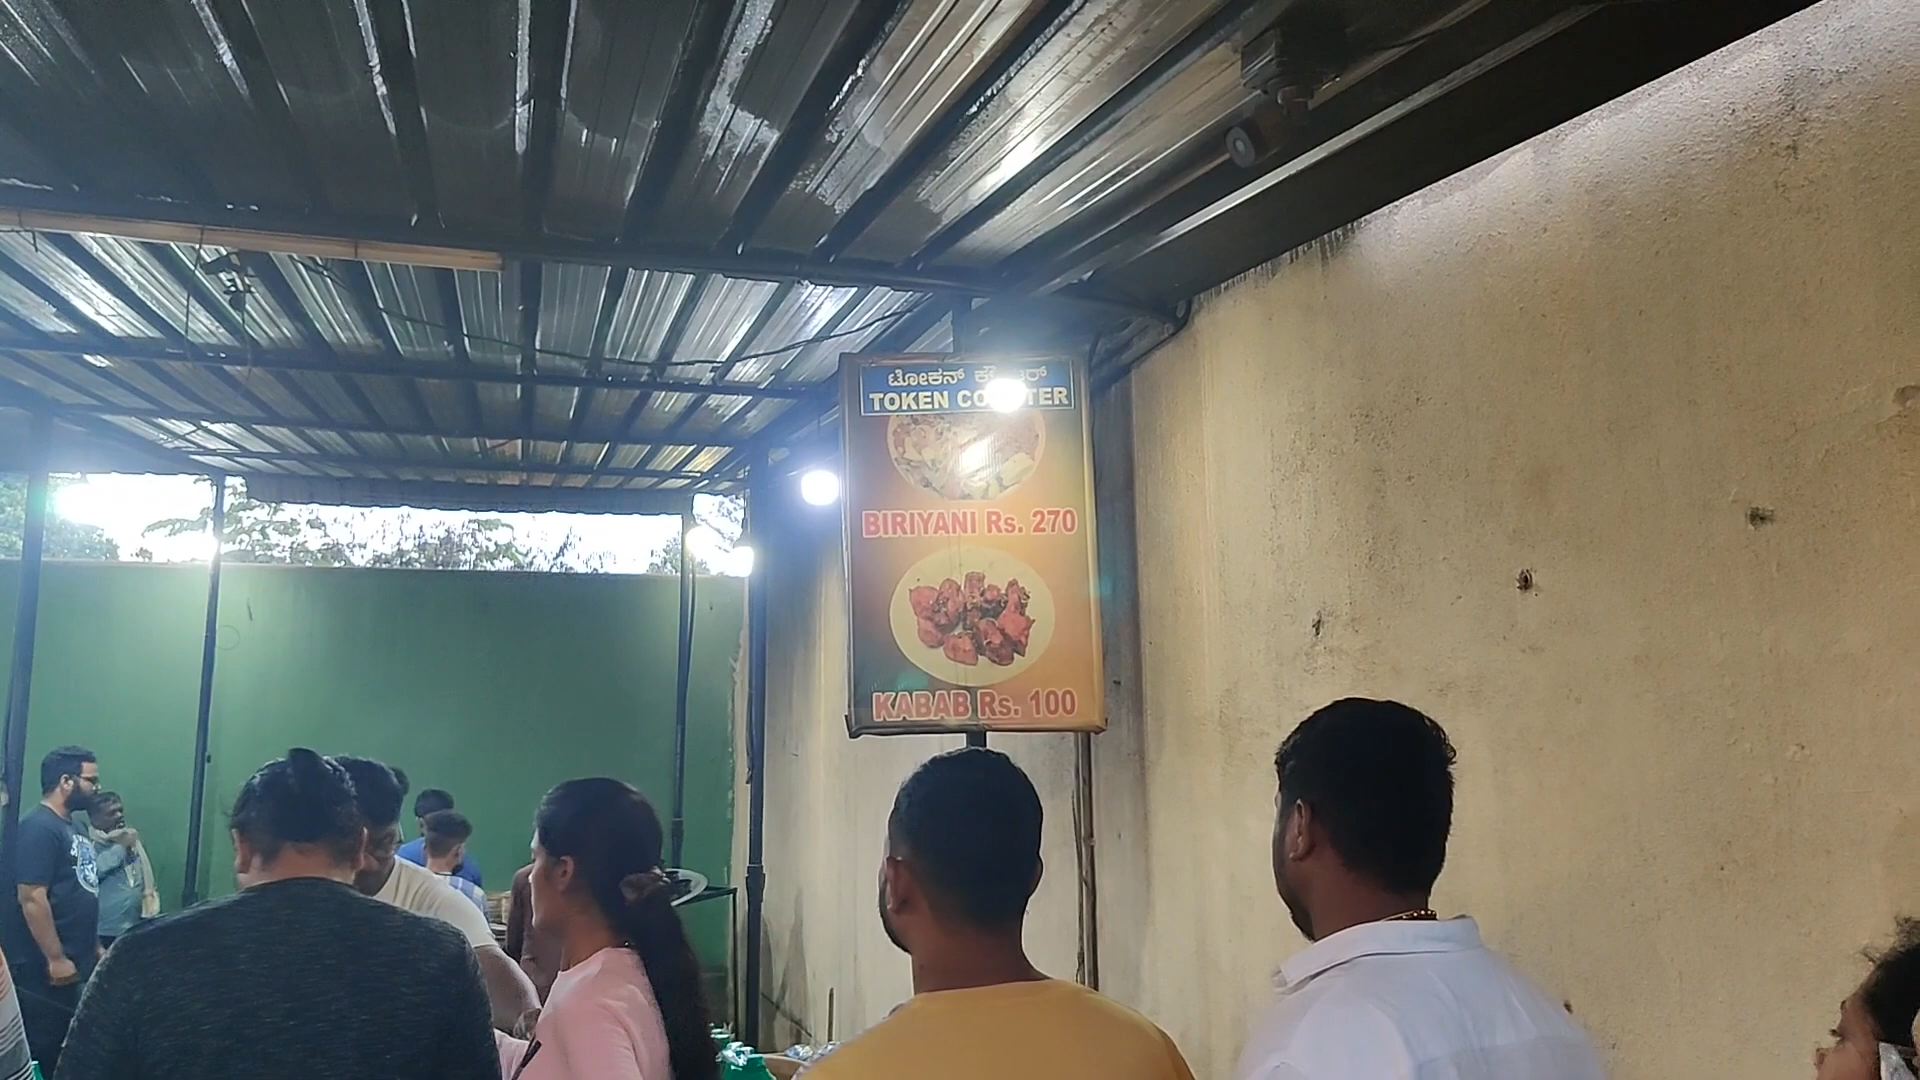 ಟೋಕನ್
TOKEN
BIRIYANI Rs. 270
KABAB Rs. 100